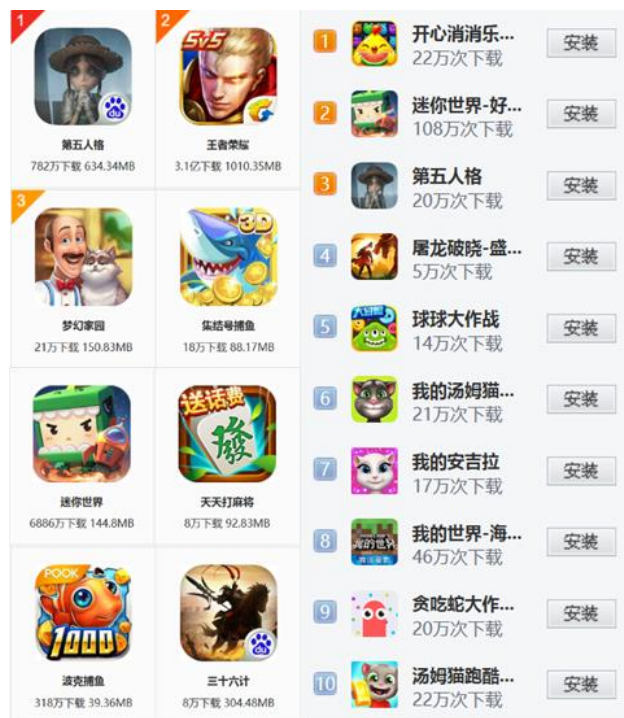 1
2
5v5
du
第五人格
王者荣耀
782万下载 634.34MB
3.1亿下载 1010.35MB
3
3D
梦幻家园
集结号捕鱼
21万下载 150.83MB
18万下载 88.17MB
送话费
發
迷你世界
天天打麻将
6886万下载 144.8MB
8万下载 92.83MB
POOK
1000
du
波克捕鱼
三十六计
318万下载 39.36MB
8万下载 304.48MB
1
开心消消乐...
22万次下载
安装
2
迷你世界-好...
108万次下载
安装
3
第五人格
20万次下载
安装
4
屠龙破晓-盛...
5万次下载
安装
5
球球大作战
14万次下载
安装
6
我的汤姆猫...
21万次下载
安装
7
我的安吉拉
17万次下载
安装
8
我的世界
我的世界-海...
46万次下载
安装
9
贪吃蛇大作...
20万次下载
安装
10
汤姆猫跑酷...
22万次下载
安装